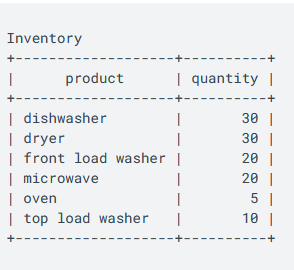 Inventory
+-------------------+----------+
|      product      | quantity |
+-------------------+----------+
| dishwasher        |       30 |
| dryer             |       30 |
| front load washer |       20 |
| microwave         |       20 |
| oven              |        5 |
| top load washer   |       10 |
+-------------------+----------+